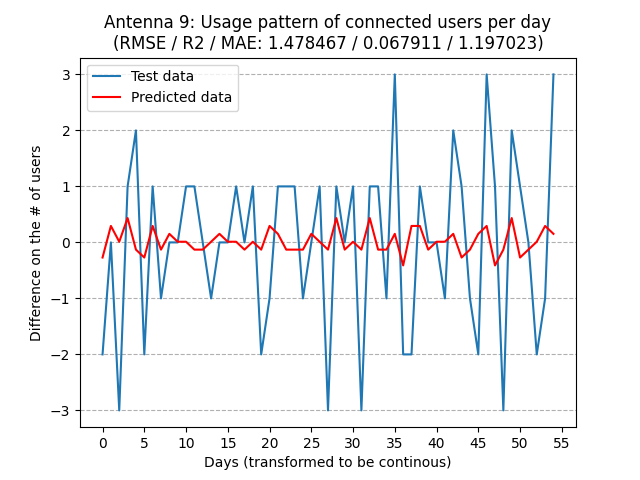 Antenna 9: Usage pattern of connected users per day
(RMSE / R2 / MAE: 1.478467 / 0.067911 / 1.197023)
Test data
Predicted data
Difference on the # of users
3
2
1
0
−1
−2
−3
0 5 10 15 20 25 30 35 40 45 50 55
Days (transformed to be continous)